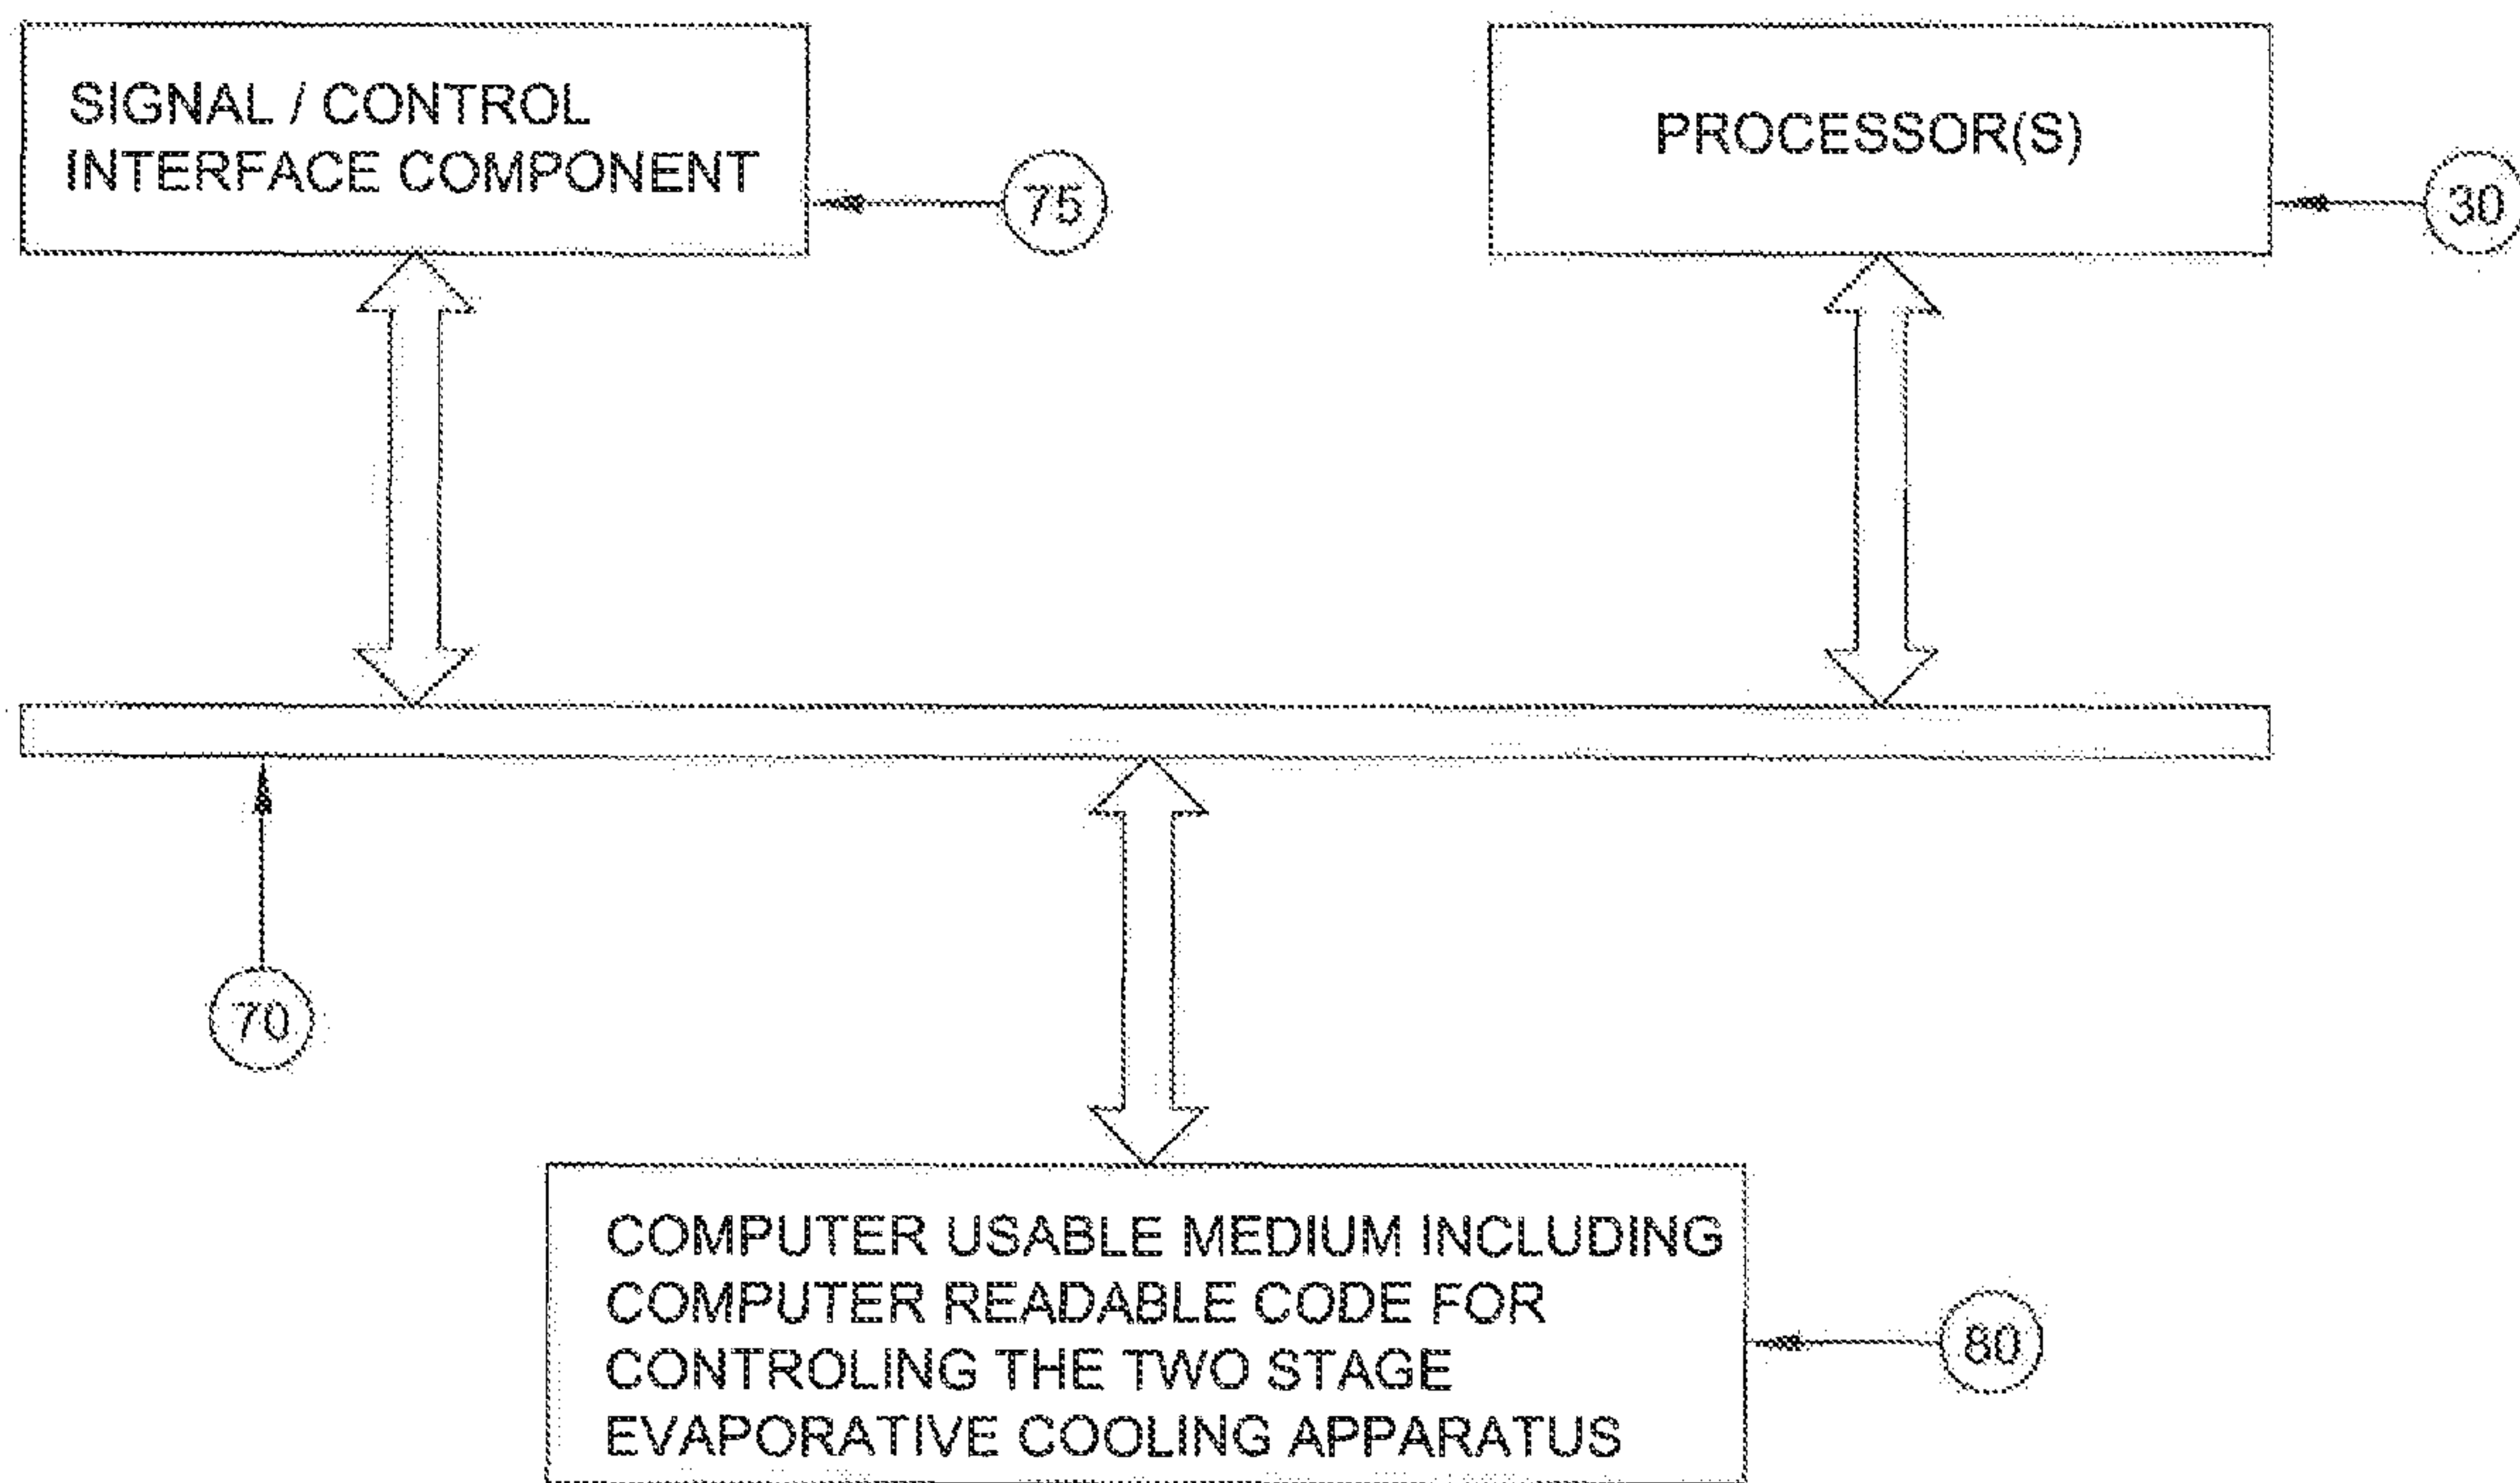 SIGNAL / CONTROL
INTERFACE COMPONENT
75
PROCESSOR(S)
30
70
COMPUTER USABLE MEDIUM INCLUDING
COMPUTER READABLE CODE FOR
CONTROLING THE TWO STAGE
EVAPORATIVE COOLING APPARATUS
80